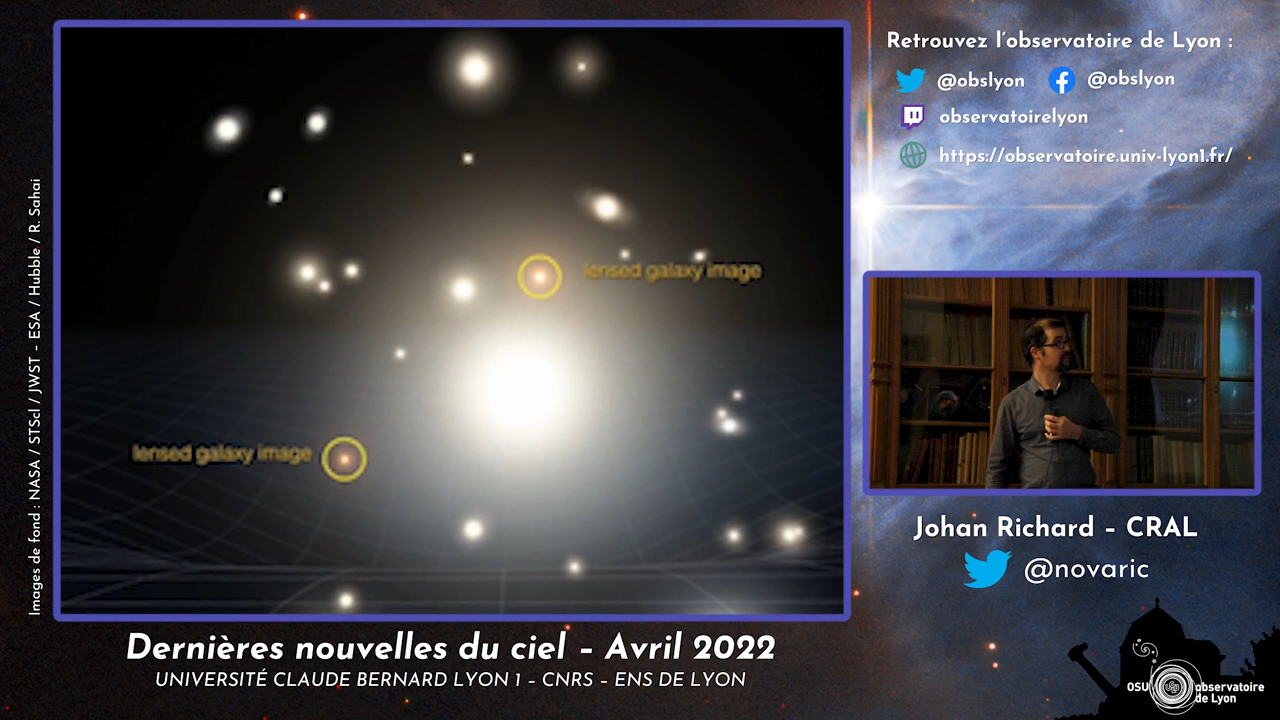 Retrouvez l'observatoire de Lyon :
@obslyon
@obslyon
observatoirelyon
https://observatoire.univ-lyon1.fr/
lensed galaxy image
lensed galaxy image
Images de fond : NASA / STScI / JWST - ESA / Hubble / R. Sahai
Johan Richard - CRAL
@novaric
Dernières nouvelles du ciel - Avril 2022
UNIVERSITÉ CLAUDE BERNARD LYON 1 - CNRS - ENS DE LYON
OSUL
observatoire
de Lyon